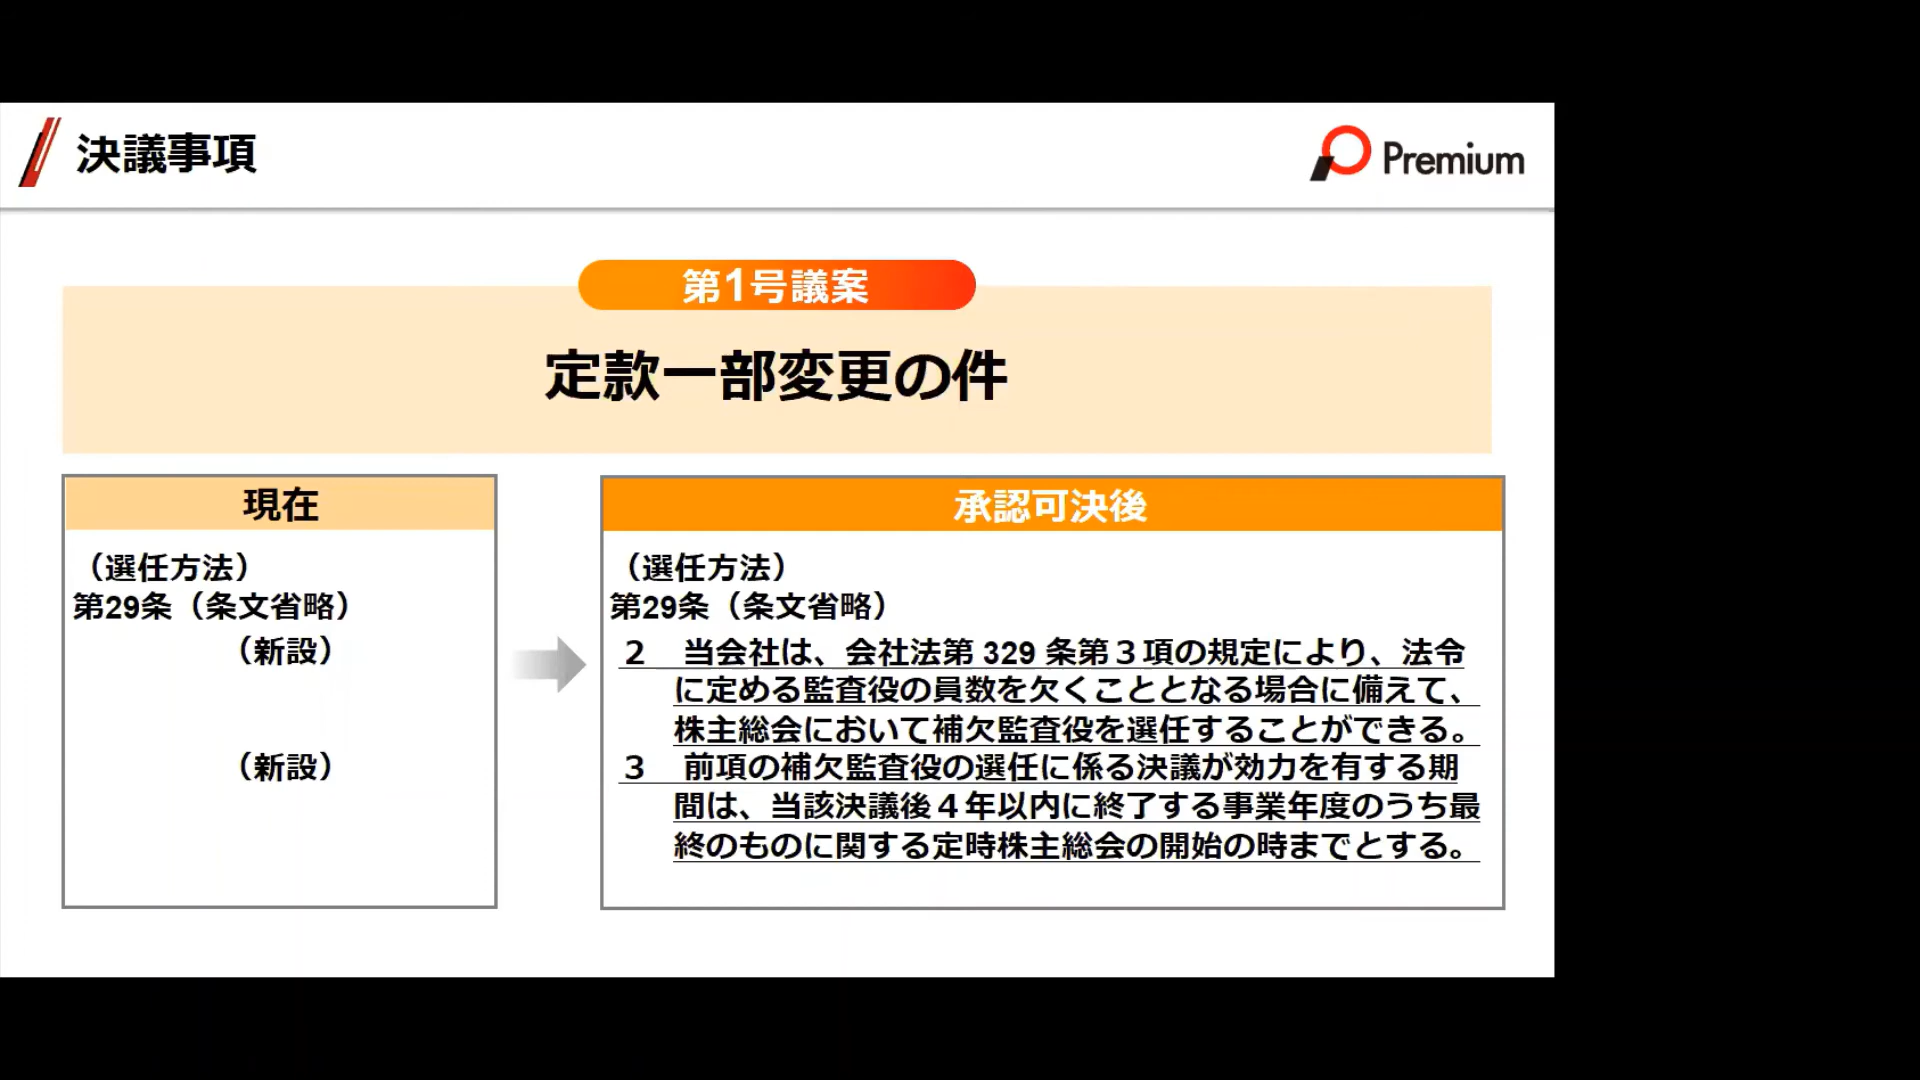 決議事項
Premium
第1号議案
定款一部変更の件
現在
（選任方法）
第29条（条文省略）
（新設）
（新設）
承認可決後
（選任方法）
第29条（条文省略）
２　当会社は、会社法第 329 条第３項の規定により、法令
に定める監査役の員数を欠くこととなる場合に備えて、
株主総会において補欠監査役を選任することができる。
３　前項の補欠監査役の選任に係る決議が効力を有する期
間は、当該決議後４年以内に終了する事業年度のうち最
終のものに関する定時株主総会の開始の時までとする。